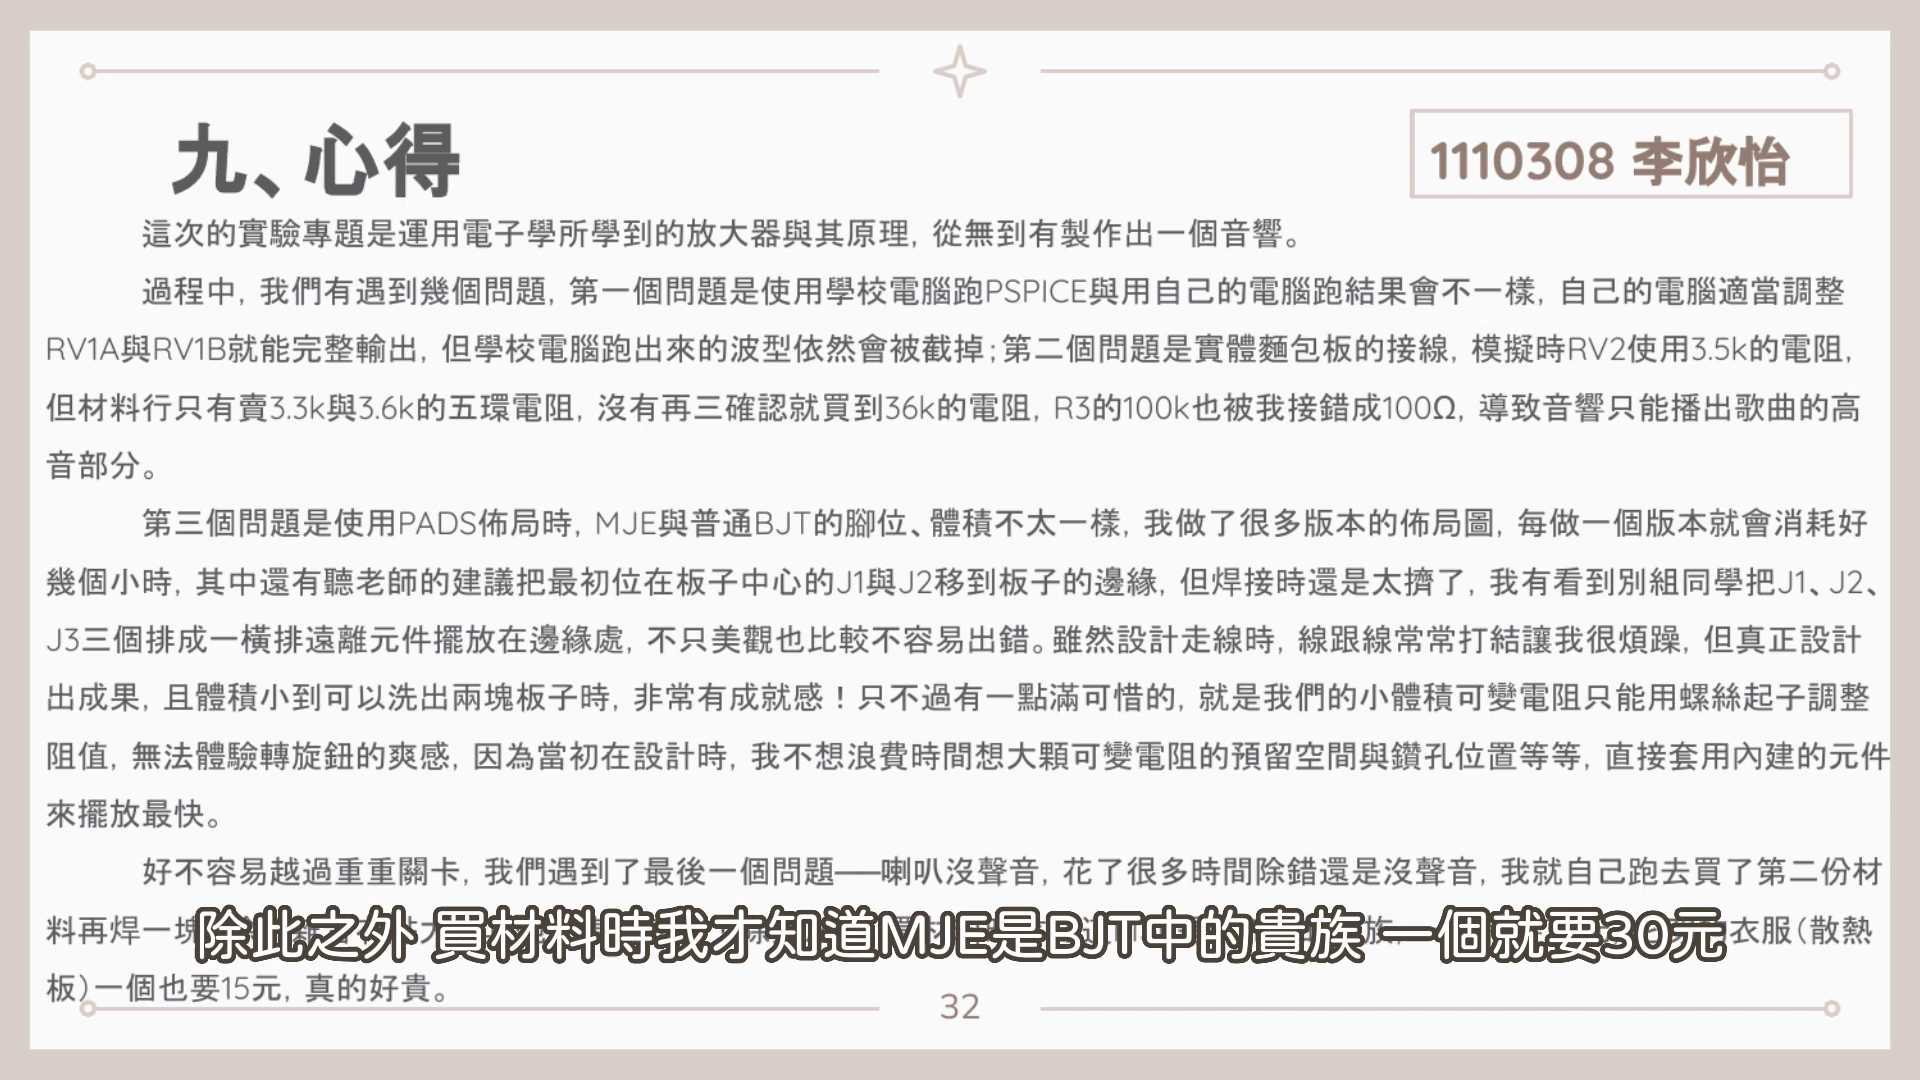 九、心得
1110308 李欣怡
這次的實驗專題是運用電子學所學到的放大器與其原理, 從無到有製作出一個音響。
過程中, 我們有遇到幾個問題, 第一個問題是使用學校電腦跑PSPICE與用自己的電腦跑結果會不一樣, 自己的電腦適當調整
RV1A與RV1B就能完整輸出, 但學校電腦跑出來的波型依然會被截掉;第二個問題是實體麵包板的接線, 模擬時RV2使用3.5k的電阻,
但材料行只有賣3.3k與3.6k的五環電阻, 沒有再三確認就買到36k的電阻, R3的100k也被我接錯成100Ω, 導致音響只能播出歌曲的高
音部分。
第三個問題是使用PADS佈局時, MJE與普通BJT的腳位、體積不太一樣, 我做了很多版本的佈局圖, 每做一個版本就會消耗好
幾個小時, 其中還有聽老師的建議把最初位在板子中心的J1與J2移到板子的邊緣, 但焊接時還是太擠了, 我有看到別組同學把J1、J2、
J3三個排成一橫排遠離元件擺放在邊緣處, 不只美觀也比較不容易出錯。雖然設計走線時, 線跟線常常打結讓我很煩躁, 但真正設計
出成果, 且體積小到可以洗出兩塊板子時, 非常有成就感！只不過有一點滿可惜的, 就是我們的小體積可變電阻只能用螺絲起子調整
阻值, 無法體驗轉旋鈕的爽感, 因為當初在設計時, 我不想浪費時間想大顆可變電阻的預留空間與鑽孔位置等等, 直接套用內建的元件
來擺放最快。
好不容易越過重重關卡, 我們遇到了最後一個問題——喇叭沒聲音, 花了很多時間除錯還是沒聲音, 我就自己跑去買了第二份材
料再焊一塊 衣服(散熱
除此之外 買材料時我才知道MJE是BJT中的貴族 一個就要30元
板)一個也要15元, 真的好貴。
32